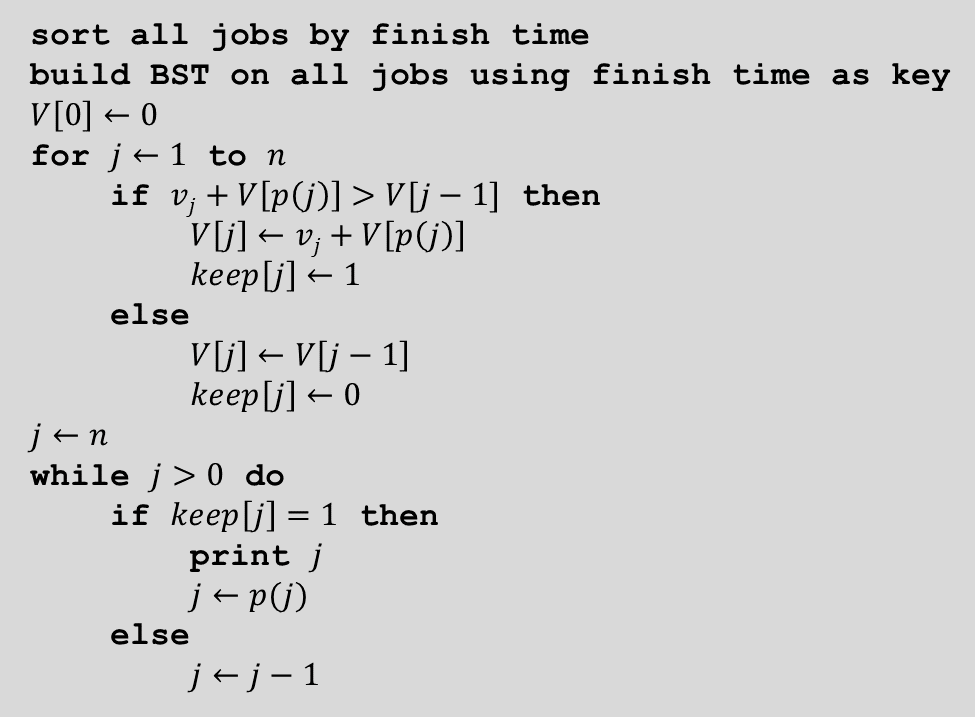 sort all jobs by finish time
build BST on all jobs using finish time as key
V[0] ← 0
for j ← 1 to n
    if vⱼ + V[p(j)] > V[j − 1] then
        V[j] ← vⱼ + V[p(j)]
        keep[j] ← 1
    else
        V[j] ← V[j − 1]
        keep[j] ← 0
j ← n
while j > 0 do
    if keep[j] = 1 then
        print j
        j ← p(j)
    else
        j ← j − 1